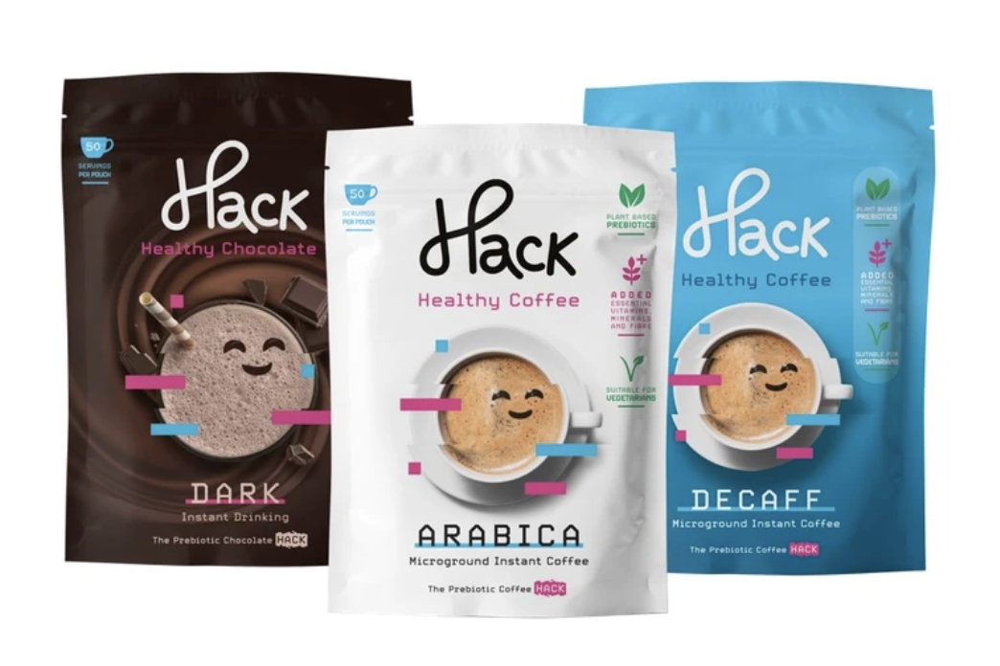 50
SERVINGS
PER POUCH
Hack
Healthy Chocolate
DARK
Instant Drinking
The Prebiotic Chocolate HACK
50
SERVINGS
PER POUCH
Hack
Healthy Coffee
PLANT BASED
PREBIOTICS
ADDED
ESSENTIAL
VITAMINS,
MINERALS
AND FIBRE
SUITABLE FOR
VEGETARIANS
ARABICA
Microground Instant Coffee
The Prebiotic Coffee HACK
Hack
Healthy Coffee
PLANT BASED
PREBIOTICS
ADDED
ESSENTIAL
VITAMINS,
MINERALS
AND FIBRE
SUITABLE FOR
VEGETARIANS
DECAFF
Microground Instant Coffee
The Prebiotic Coffee HACK